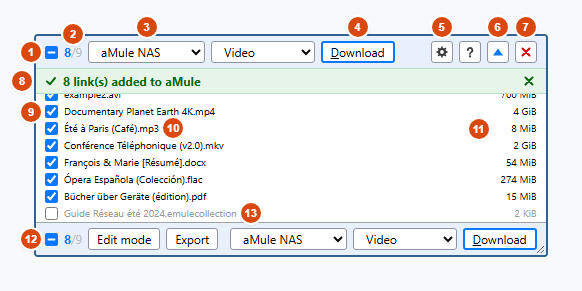 2 3 4 5 6 7
1 8/9 aMule NAS Video Download ?
8 8 link(s) added to aMule
example2.avi 700 MiB
9 Documentary Planet Earth 4K.mp4 4 GiB
Été à Paris (Café).mp3 10 11 8 MiB
Conférence Téléphonique (v2.0).mkv 2 GiB
François & Marie [Résumé].docx 54 MiB
Ópera Española (Colección).flac 274 MiB
Bücher über Geräte (édition).pdf 15 MiB
Guide Réseau été 2024.emulecollection 13 2 KiB
12 8/9 Edit mode Export aMule NAS Video Download